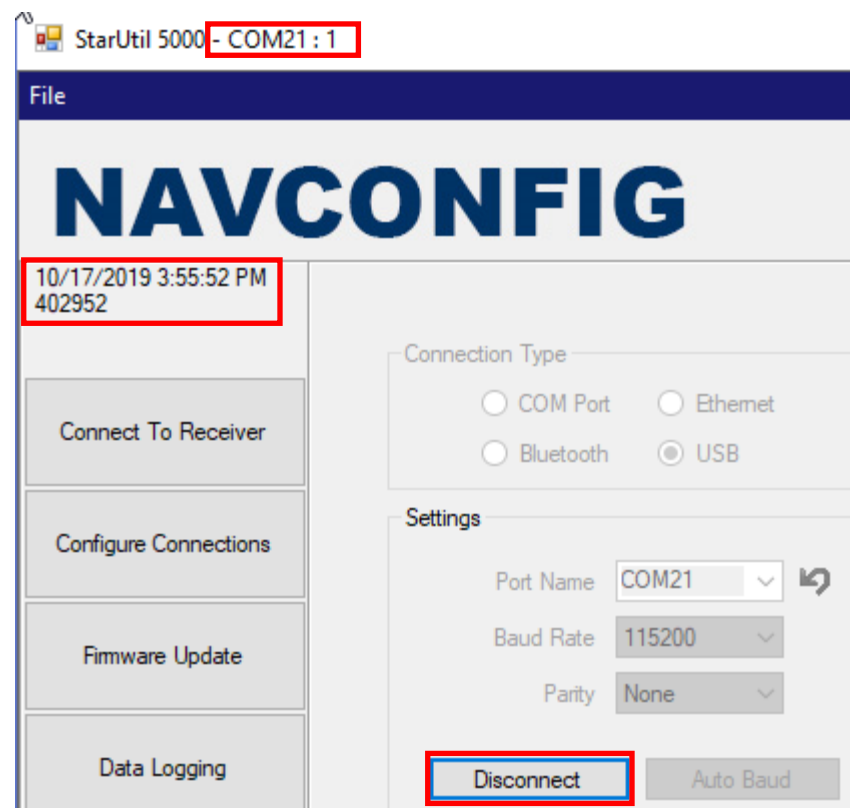 StarUtil 5000 - COM21 : 1
File
NAVCONFIG
10/17/2019 3:55:52 PM
402952
Connect To Receiver
Configure Connections
Firmware Update
Data Logging
Connection Type
COM Port Ethernet
Bluetooth USB
Settings
Port Name COM21
Baud Rate 115200
Parity None
Disconnect Auto Baud